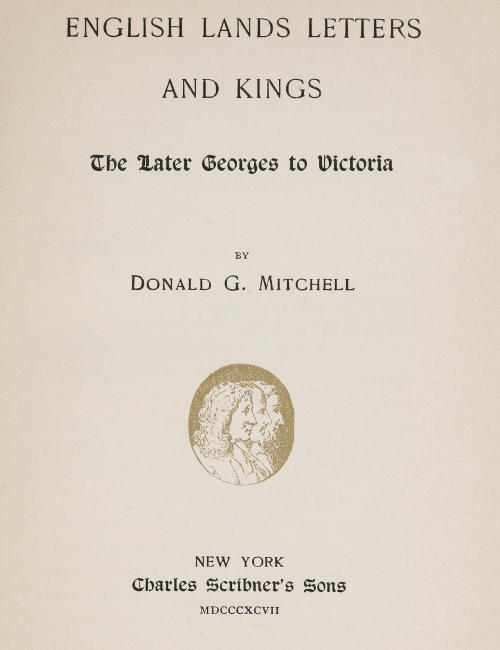 ENGLISH LANDS LETTERS
AND KINGS
The Later Georges to Victoria
BY
DONALD G. MITCHELL
NEW YORK
Charles Scribner's Sons
MDCCCXCVII